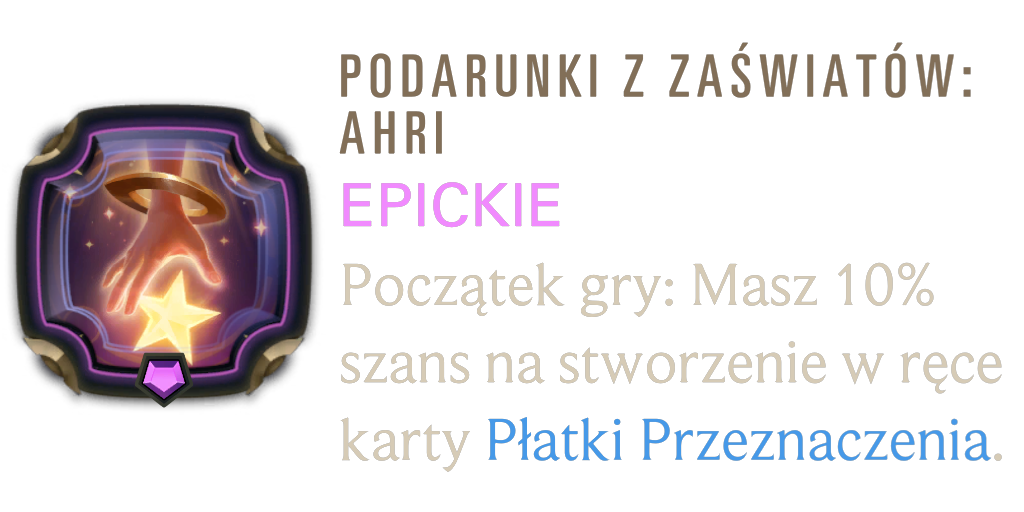 PODARUNKI Z ZAŚWIATÓW:
AHRI
EPICKIE
Początek gry: Masz 10%
szans na stworzenie w ręce
karty Płatki Przeznaczenia.